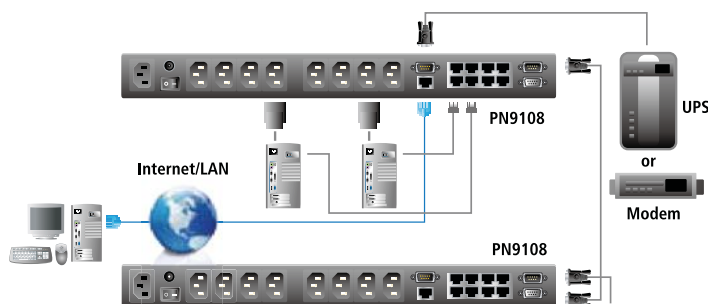 PN9108
UPS
or
Modem
Internet/LAN
PN9108